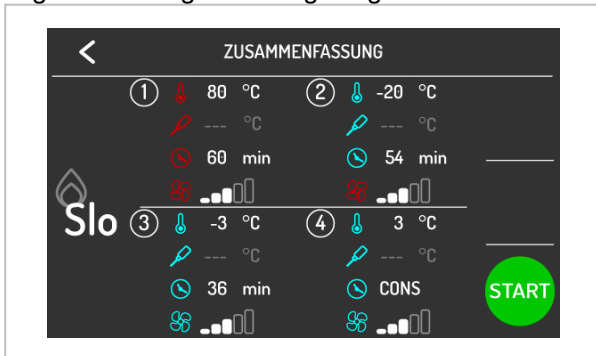 ZUSAMMENFASSUNG
1 80 °C
--- °C
60 min
2 -20 °C
--- °C
54 min
Slo
3 -3 °C
--- °C
36 min
4 3 °C
--- °C
CONS
START